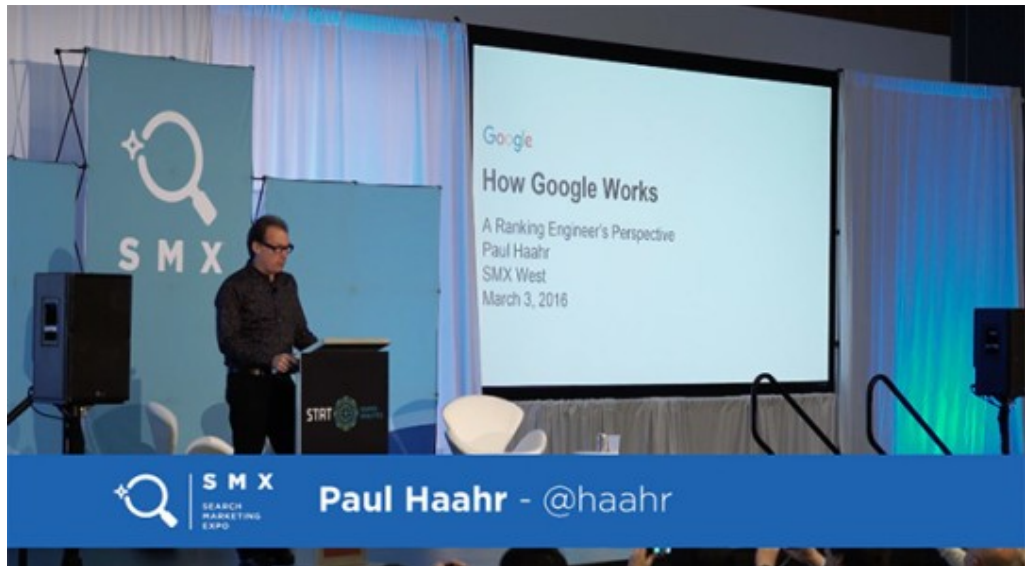 SMX
Google
How Google Works
A Ranking Engineer's Perspective
Paul Haahr
SMX West
March 3, 2016
STAT
SMX
SEARCH
MARKETING
EXPO
Paul Haahr - @haahr